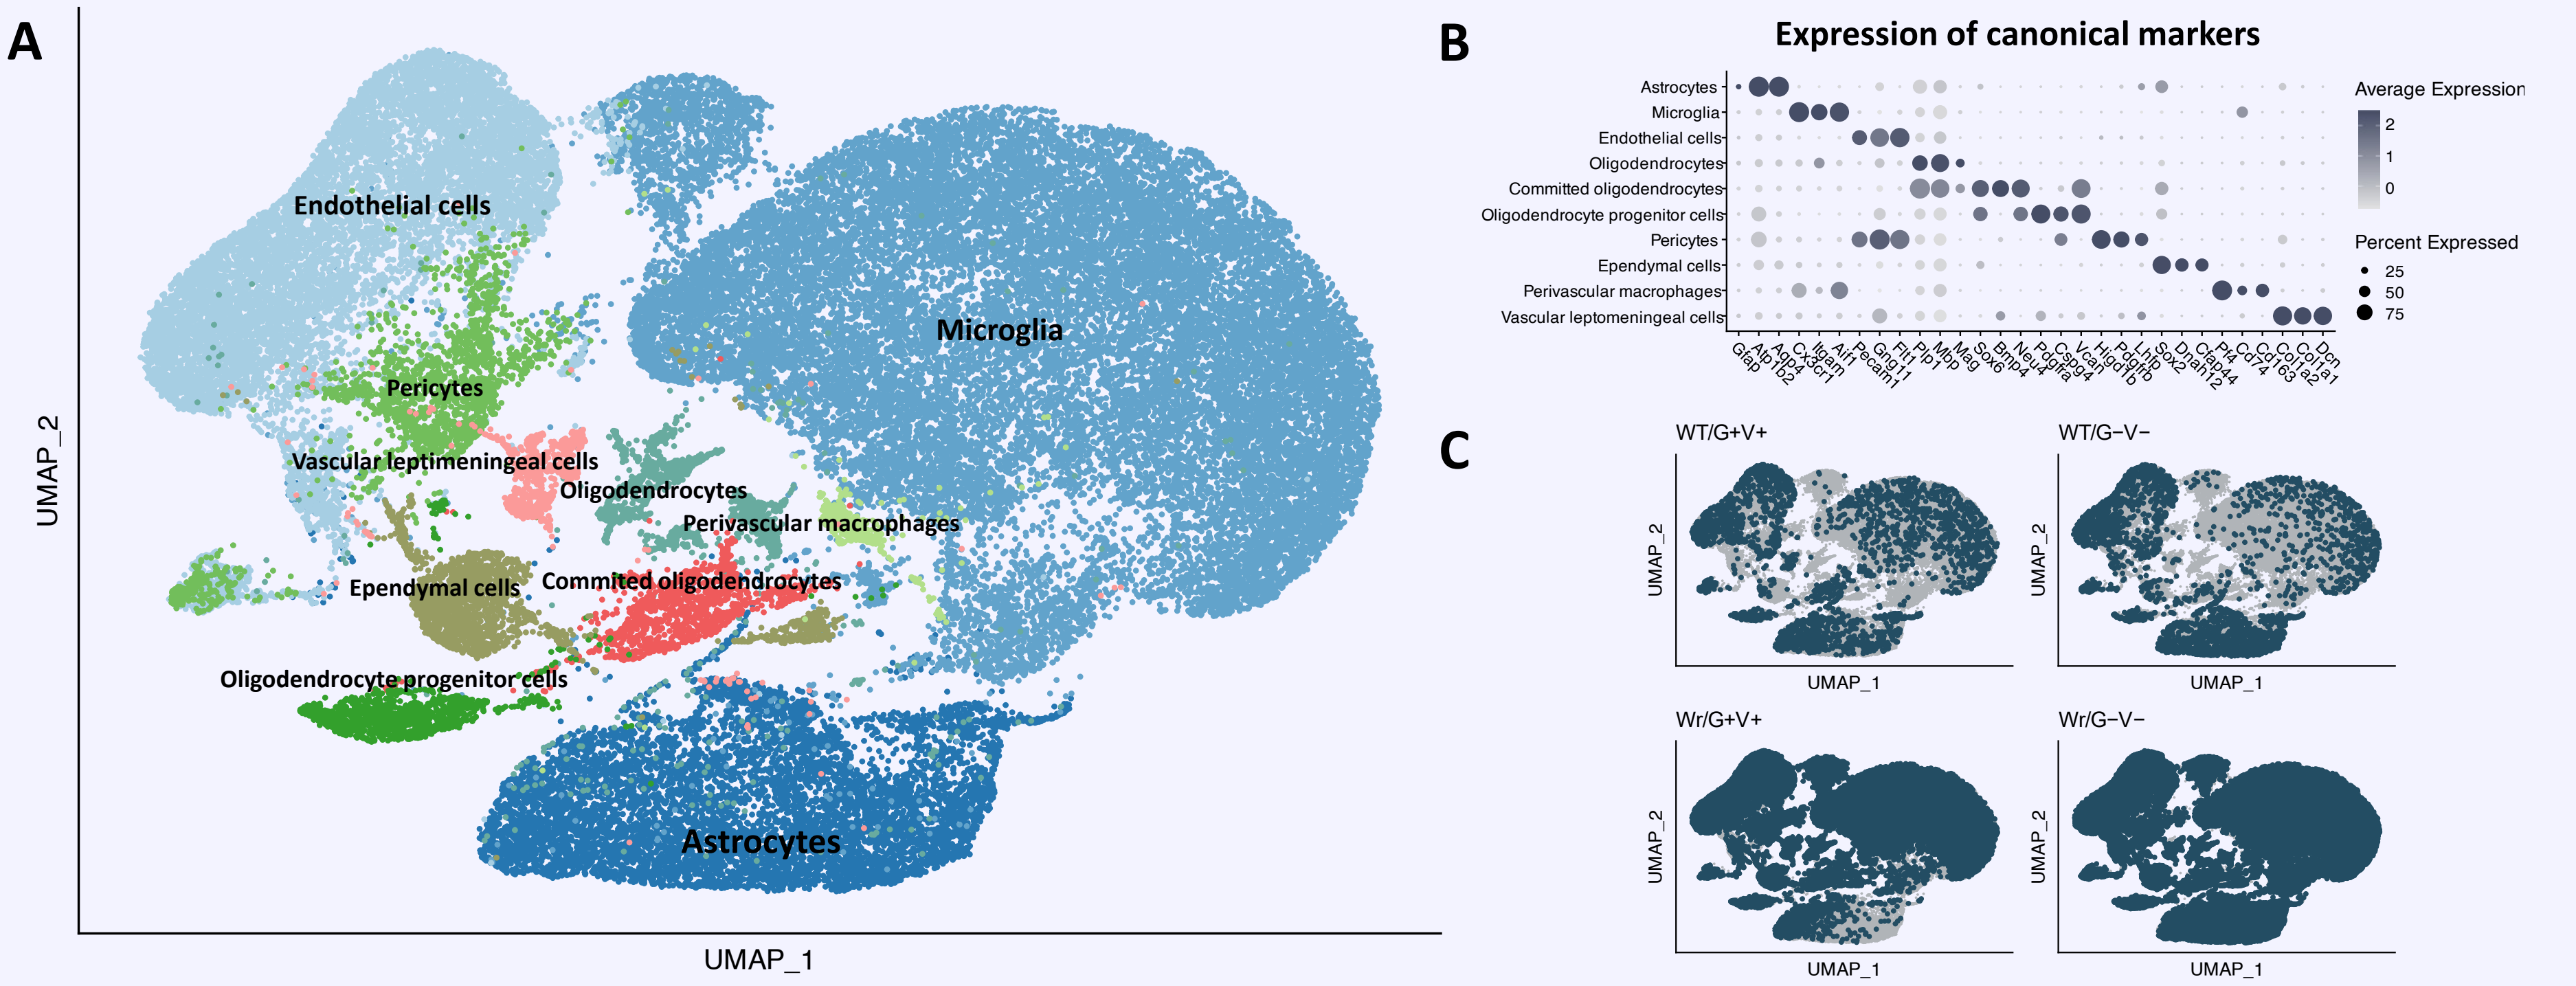 A
Endothelial cells
Microglia
Pericytes
Vascular leptimeningeal cells
Oligodendrocytes
Perivascular macrophages
Ependymal cells
Commited oligodendrocytes
Oligodendrocyte progenitor cells
Astrocytes
UMAP_2
UMAP_1
B
Expression of canonical markers
Astrocytes
Microglia
Endothelial cells
Oligodendrocytes
Committed oligodendrocytes
Oligodendrocyte progenitor cells
Pericytes
Ependymal cells
Perivascular macrophages
Vascular leptomeningeal cells
Gfap
Atp1b2
Aqp4
Cx3cr1
Itgam
Aif1
Pecam1
Gng11
Flt1
Plp1
Mbp
Mag
Sox6
Bmp4
Neu4
Pdgfra
Cspg4
Vcan
Higd1b
Pdgfrb
Lhfp
Sox2
Dnah12
Cfap44
Pf4
Cd74
Cd163
Col1a2
Col1a1
Dcn
Average Expression
2
1
0
Percent Expressed
25
50
75
C
WT/G+V+
UMAP_2
UMAP_1
WT/G−V−
UMAP_2
UMAP_1
Wr/G+V+
UMAP_2
UMAP_1
Wr/G−V−
UMAP_2
UMAP_1